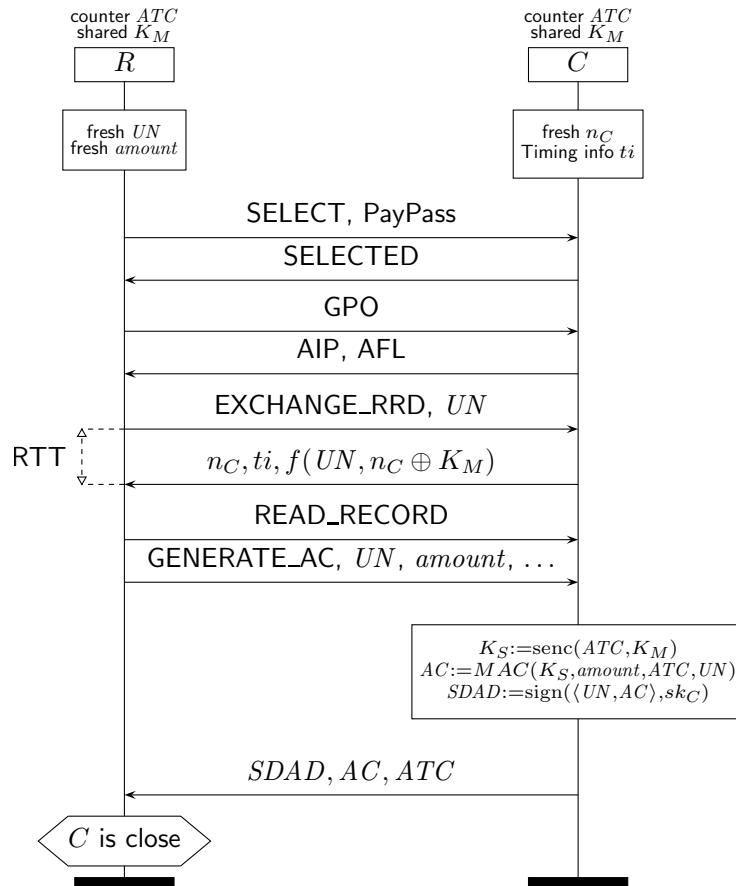 counter ATC
shared K_M
R
counter ATC
shared K_M
C
fresh UN
fresh amount
fresh n_C
Timing info ti
SELECT, PayPass
SELECTED
GPO
AIP, AFL
EXCHANGE_RRD, UN
RTT
n_C, ti, f(UN, n_C ⊕ K_M)
READ_RECORD
GENERATE_AC, UN, amount, ...
K_S:=senc(ATC,K_M)
AC:=MAC(K_S,amount,ATC,UN)
SDAD:=sign(⟨UN,AC⟩,sk_C)
SDAD, AC, ATC
C is close